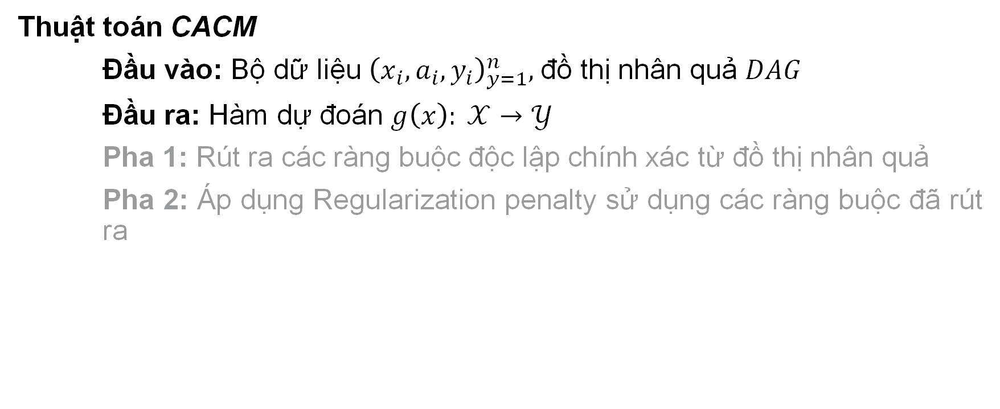 Thuật toán CACM
Đầu vào: Bộ dữ liệu $(x_i, a_i, y_i)_{y=1}^{n}$, đồ thị nhân quả $DAG$
Đầu ra: Hàm dự đoán $g(x): \mathcal{X} \rightarrow \mathcal{Y}$
Pha 1: Rút ra các ràng buộc độc lập chính xác từ đồ thị nhân quả
Pha 2: Áp dụng Regularization penalty sử dụng các ràng buộc đã rút
ra